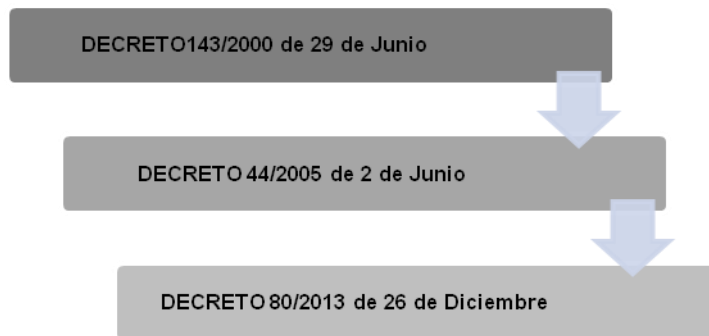 DECRETO143/2000 de 29 de Junio
DECRETO 44/2005 de 2 de Junio
DECRETO 80/2013 de 26 de Diciembre